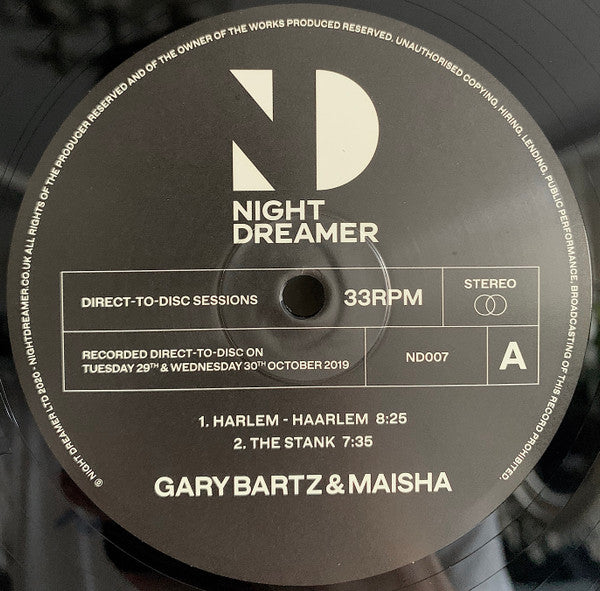 ND
NIGHT
DREAMER
DIRECT-TO-DISC SESSIONS
33RPM
STEREO
RECORDED DIRECT-TO-DISC ON
TUESDAY 29TH & WEDNESDAY 30TH OCTOBER 2019
ND007
A
1. HARLEM - HAARLEM 8:25
2. THE STANK 7:35
GARY BARTZ & MAISHA
℗ NIGHT DREAMER LTD 2020 - NIGHTDREAMER.CO.UK ALL RIGHTS OF THE PRODUCER RESERVED AND OF THE OWNER OF THE WORKS PRODUCED RESERVED. UNAUTHORISED COPYING, HIRING, LENDING, PUBLIC PERFORMANCE, BROADCASTING OF THIS RECORD PROHIBITED.